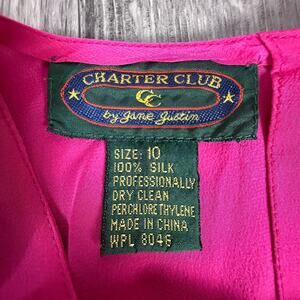 CHARTER CLUB
CC
by Jane Justin
SIZE: 10
100% SILK
PROFESSIONALLY
DRY CLEAN
PERCHLORETHYLENE
MADE IN CHINA
WPL 8046